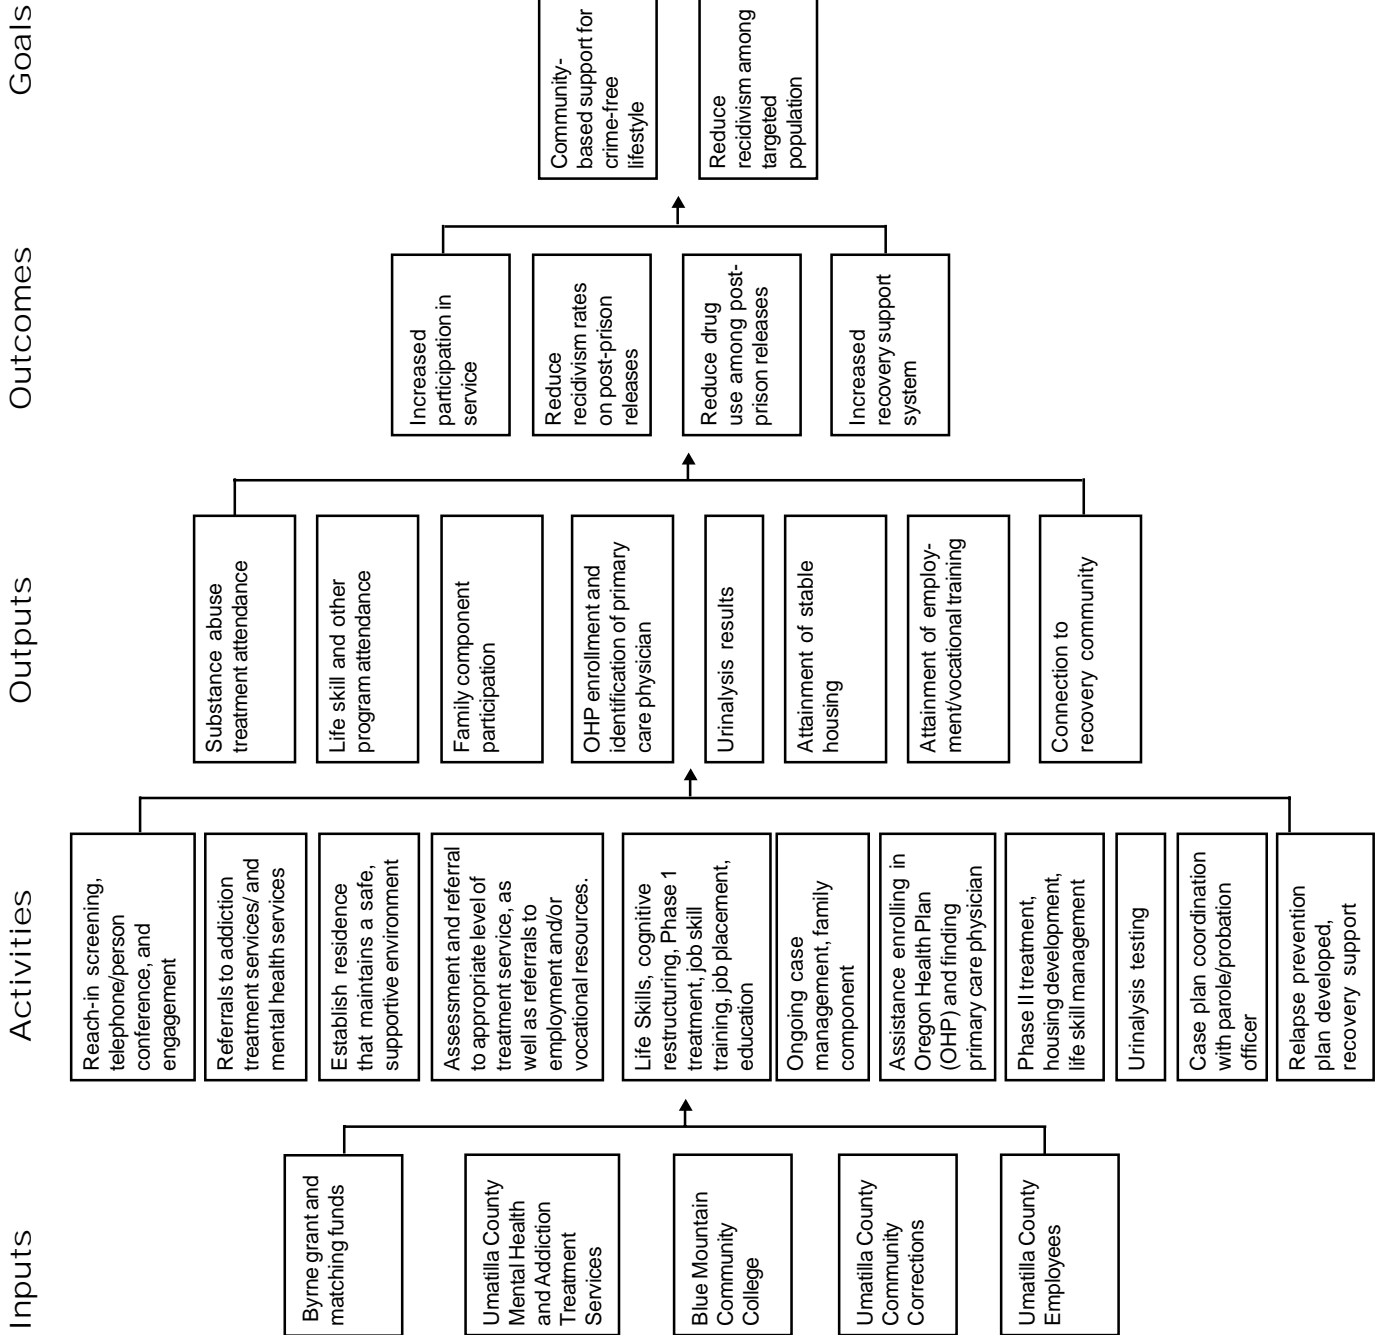 Inputs
Byrne grant and
matching funds
Umatilla County
Mental Health
and Addiction
Treatment
Services
Blue Mountain
Community
College
Umatilla County
Community
Corrections
Umatilla County
Employees
Activities
Reach-in screening,
telephone/person
conference, and
engagement
Referrals to addiction
treatment services/ and
mental health services
Establish residence
that maintains a safe,
supportive environment
Assessment and referral
to appropriate level of
treatment service, as
well as referrals to
employment and/or
vocational resources.
Life Skills, cognitive
restructuring, Phase 1
treatment, job skill
training, job placement,
education
Ongoing case
management, family
component
Assistance enrolling in
Oregon Health Plan
(OHP) and finding
primary care physician
Phase II treatment,
housing development,
life skill management
Urinalysis testing
Case plan coordination
with parole/probation
officer
Relapse prevention
plan developed,
recovery support
Outputs
Substance abuse
treatment attendance
Life skill and other
program attendance
Family component
participation
OHP enrollment and
identification of primary
care physician
Urinalysis results
Attainment of stable
housing
Attainment of employ-
ment/vocational training
Connection to
recovery community
Outcomes
Increased
participation in
service
Reduce
recidivism rates
on post-prison
releases
Reduce drug
use among post-
prison releases
Increased
recovery support
system
Goals
Community-
based support for
crime-free
lifestyle
Reduce
recidivism among
targeted
population